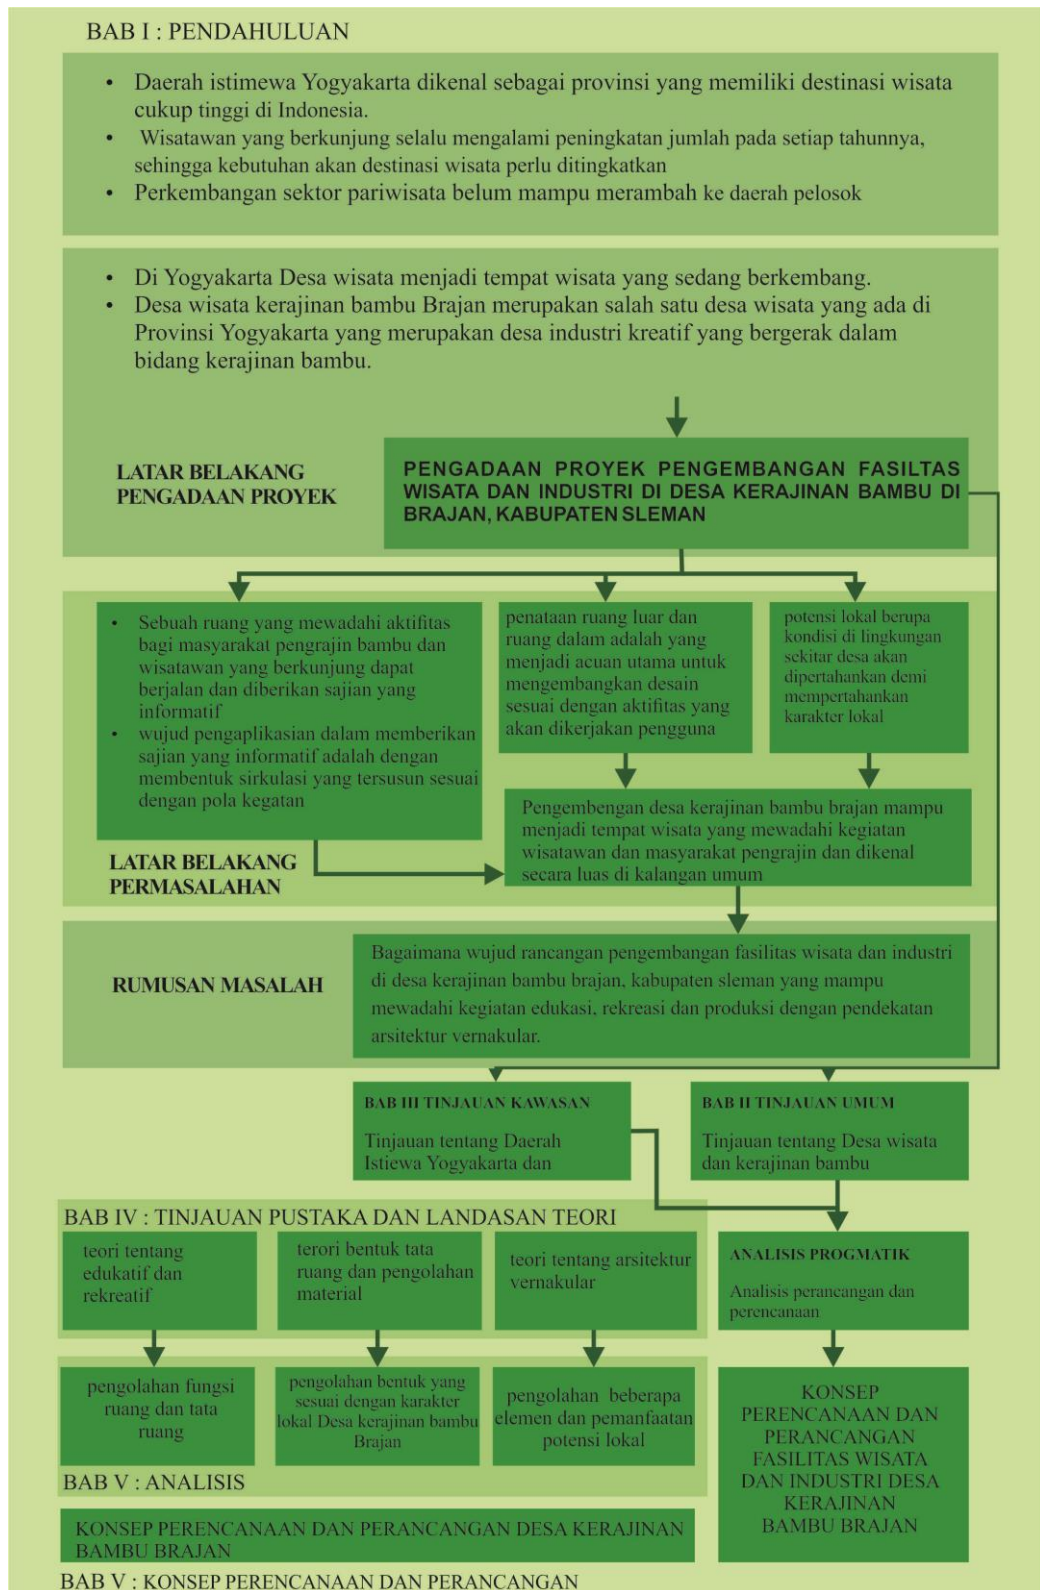 BAB I : PENDAHULUAN
• Daerah istimewa Yogyakarta dikenal sebagai provinsi yang memiliki destinasi wisata
cukup tinggi di Indonesia.
• Wisatawan yang berkunjung selalu mengalami peningkatan jumlah pada setiap tahunnya,
sehingga kebutuhan akan destinasi wisata perlu ditingkatkan
• Perkembangan sektor pariwisata belum mampu merambah ke daerah pelosok
• Di Yogyakarta Desa wisata menjadi tempat wisata yang sedang berkembang.
• Desa wisata kerajinan bambu Brajan merupakan salah satu desa wisata yang ada di
Provinsi Yogyakarta yang merupakan desa industri kreatif yang bergerak dalam
bidang kerajinan bambu.
LATAR BELAKANG
PENGADAAN PROYEK
PENGADAAN PROYEK PENGEMBANGAN FASILTAS
WISATA DAN INDUSTRI DI DESA KERAJINAN BAMBU DI
BRAJAN, KABUPATEN SLEMAN
• Sebuah ruang yang mewadahi aktifitas
bagi masyarakat pengrajin bambu dan
wisatawan yang berkunjung dapat
berjalan dan diberikan sajian yang
informatif
• wujud pengaplikasian dalam memberikan
sajian yang informatif adalah dengan
membentuk sirkulasi yang tersusun sesuai
dengan pola kegatan
penataan ruang luar dan
ruang dalam adalah yang
menjadi acuan utama untuk
mengembangkan desain
sesuai dengan aktifitas yang
akan dikerjakan pengguna
potensi lokal berupa
kondisi di lingkungan
sekitar desa akan
dipertahankan demi
mempertahankan
karakter lokal
Pengembengan desa kerajinan bambu brajan mampu
menjadi tempat wisata yang mewadahi kegiatan
wisatawan dan masyarakat pengrajin dan dikenal
secara luas di kalangan umum
LATAR BELAKANG
PERMASALAHAN
RUMUSAN MASALAH
Bagaimana wujud rancangan pengembangan fasilitas wisata dan industri
di desa kerajinan bambu brajan, kabupaten sleman yang mampu
mewadahi kegiatan edukasi, rekreasi dan produksi dengan pendekatan
arsitektur vernakular.
BAB III TINJAUAN KAWASAN
Tinjauan tentang Daerah
Istiewa Yogyakarta dan
BAB II TINJAUAN UMUM
Tinjauan tentang Desa wisata
dan kerajinan bambu
BAB IV : TINJAUAN PUSTAKA DAN LANDASAN TEORI
teori tentang
edukatif dan
rekreatif
terori bentuk tata
ruang dan pengolahan
material
teori tentang arsitektur
vernakular
ANALISIS PROGMATIK
Analisis perancangan dan
perencanaan
pengolahan fungsi
ruang dan tata
ruang
pengolahan bentuk yang
sesuai dengan karakter
lokal Desa kerajinan bambu
Brajan
pengolahan beberapa
elemen dan pemanfaatan
potensi lokal
KONSEP
PERENCANAAN DAN
PERANCANGAN
FASILITAS WISATA
DAN INDUSTRI DESA
KERAJINAN
BAMBU BRAJAN
BAB V : ANALISIS
KONSEP PERENCANAAN DAN PERANCANGAN DESA KERAJINAN
BAMBU BRAJAN
BAB V : KONSEP PERENCANAAN DAN PERANCANGAN